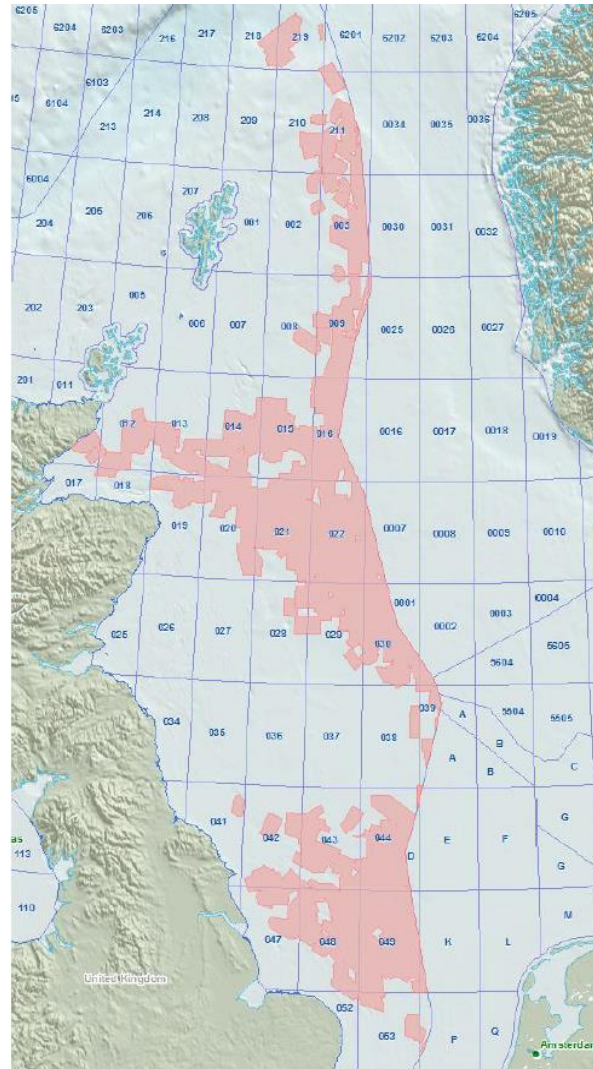 6205 6204 6203 216 217 218 219 6201 6202 6203 6204 6205
6104 6103 213 214 208 209 210 211 0034 0035 0036
6004 204 205 206 207 001 002 003 0030 0031 0032
202 203 005 006 007 008 009 0025 0026 0027
201 011 012 013 014 015 016 0016 0017 0018 0019
017 018 019 020 021 022 0007 0008 0009 0010
025 026 027 028 029 030 0001 0002 0003 0004
5604 5605
034 035 036 037 038 039 A B 5504 5505
A B C
041 042 043 044 D E F G
as
113 G
110 047 048 049 K L M
United Kingdom
052 053 P Q
Amsterdam